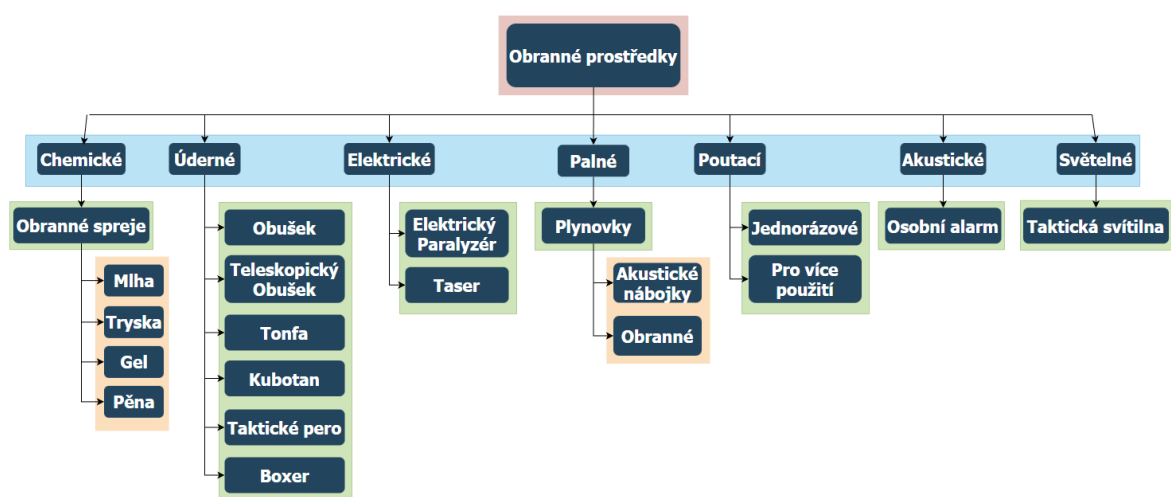 Obranné prostředky
Chemické
Úderné
Elektrické
Palné
Poutací
Akustické
Světelné
Obranné spreje
Mlha
Tryska
Gel
Pěna
Obušek
Teleskopický
Obušek
Tonfa
Kubotan
Taktické pero
Boxer
Elektrický
Paralyzér
Taser
Plynovky
Akustické
nábojky
Obranné
Jednorázové
Pro více
použití
Osobní alarm
Taktická svítilna